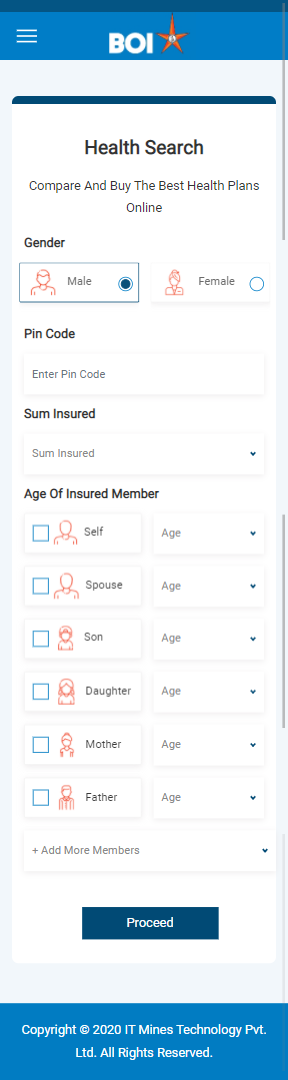 BOI
Health Search
Compare And Buy The Best Health Plans
Online
Gender
Male
Female
Pin Code
Enter Pin Code
Sum Insured
Sum Insured
Age Of Insured Member
Self
Age
Spouse
Age
Son
Age
Daughter
Age
Mother
Age
Father
Age
+ Add More Members
Proceed
Copyright © 2020 IT Mines Technology Pvt.
Ltd. All Rights Reserved.